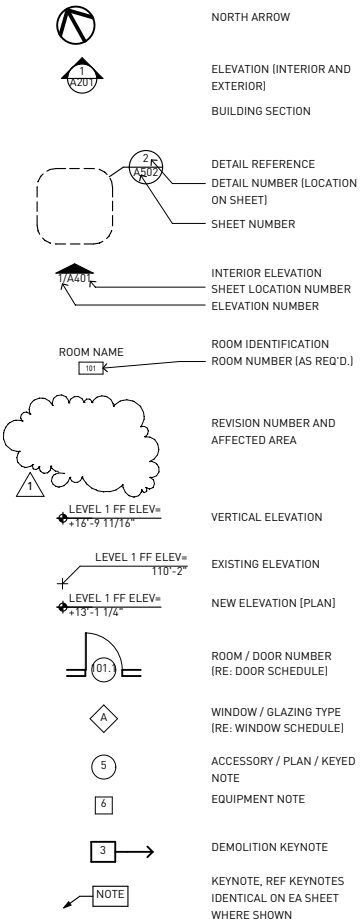 NORTH ARROW
1
A201
ELEVATION (INTERIOR AND
EXTERIOR)
BUILDING SECTION
2
A502
DETAIL REFERENCE
DETAIL NUMBER (LOCATION
ON SHEET)
SHEET NUMBER
1/A401
INTERIOR ELEVATION
SHEET LOCATION NUMBER
ELEVATION NUMBER
ROOM NAME
101
ROOM IDENTIFICATION
ROOM NUMBER (AS REQ'D.)
1
REVISION NUMBER AND
AFFECTED AREA
LEVEL 1 FF ELEV=
+16'-9 11/16"
VERTICAL ELEVATION
LEVEL 1 FF ELEV=
110'-2"
EXISTING ELEVATION
LEVEL 1 FF ELEV=
+13'-1 1/4"
NEW ELEVATION [PLAN]
101.1
ROOM / DOOR NUMBER
(RE: DOOR SCHEDULE)
A
WINDOW / GLAZING TYPE
(RE: WINDOW SCHEDULE)
5
ACCESSORY / PLAN / KEYED
NOTE
6
EQUIPMENT NOTE
3
DEMOLITION KEYNOTE
NOTE
KEYNOTE, REF KEYNOTES
IDENTICAL ON EA SHEET
WHERE SHOWN